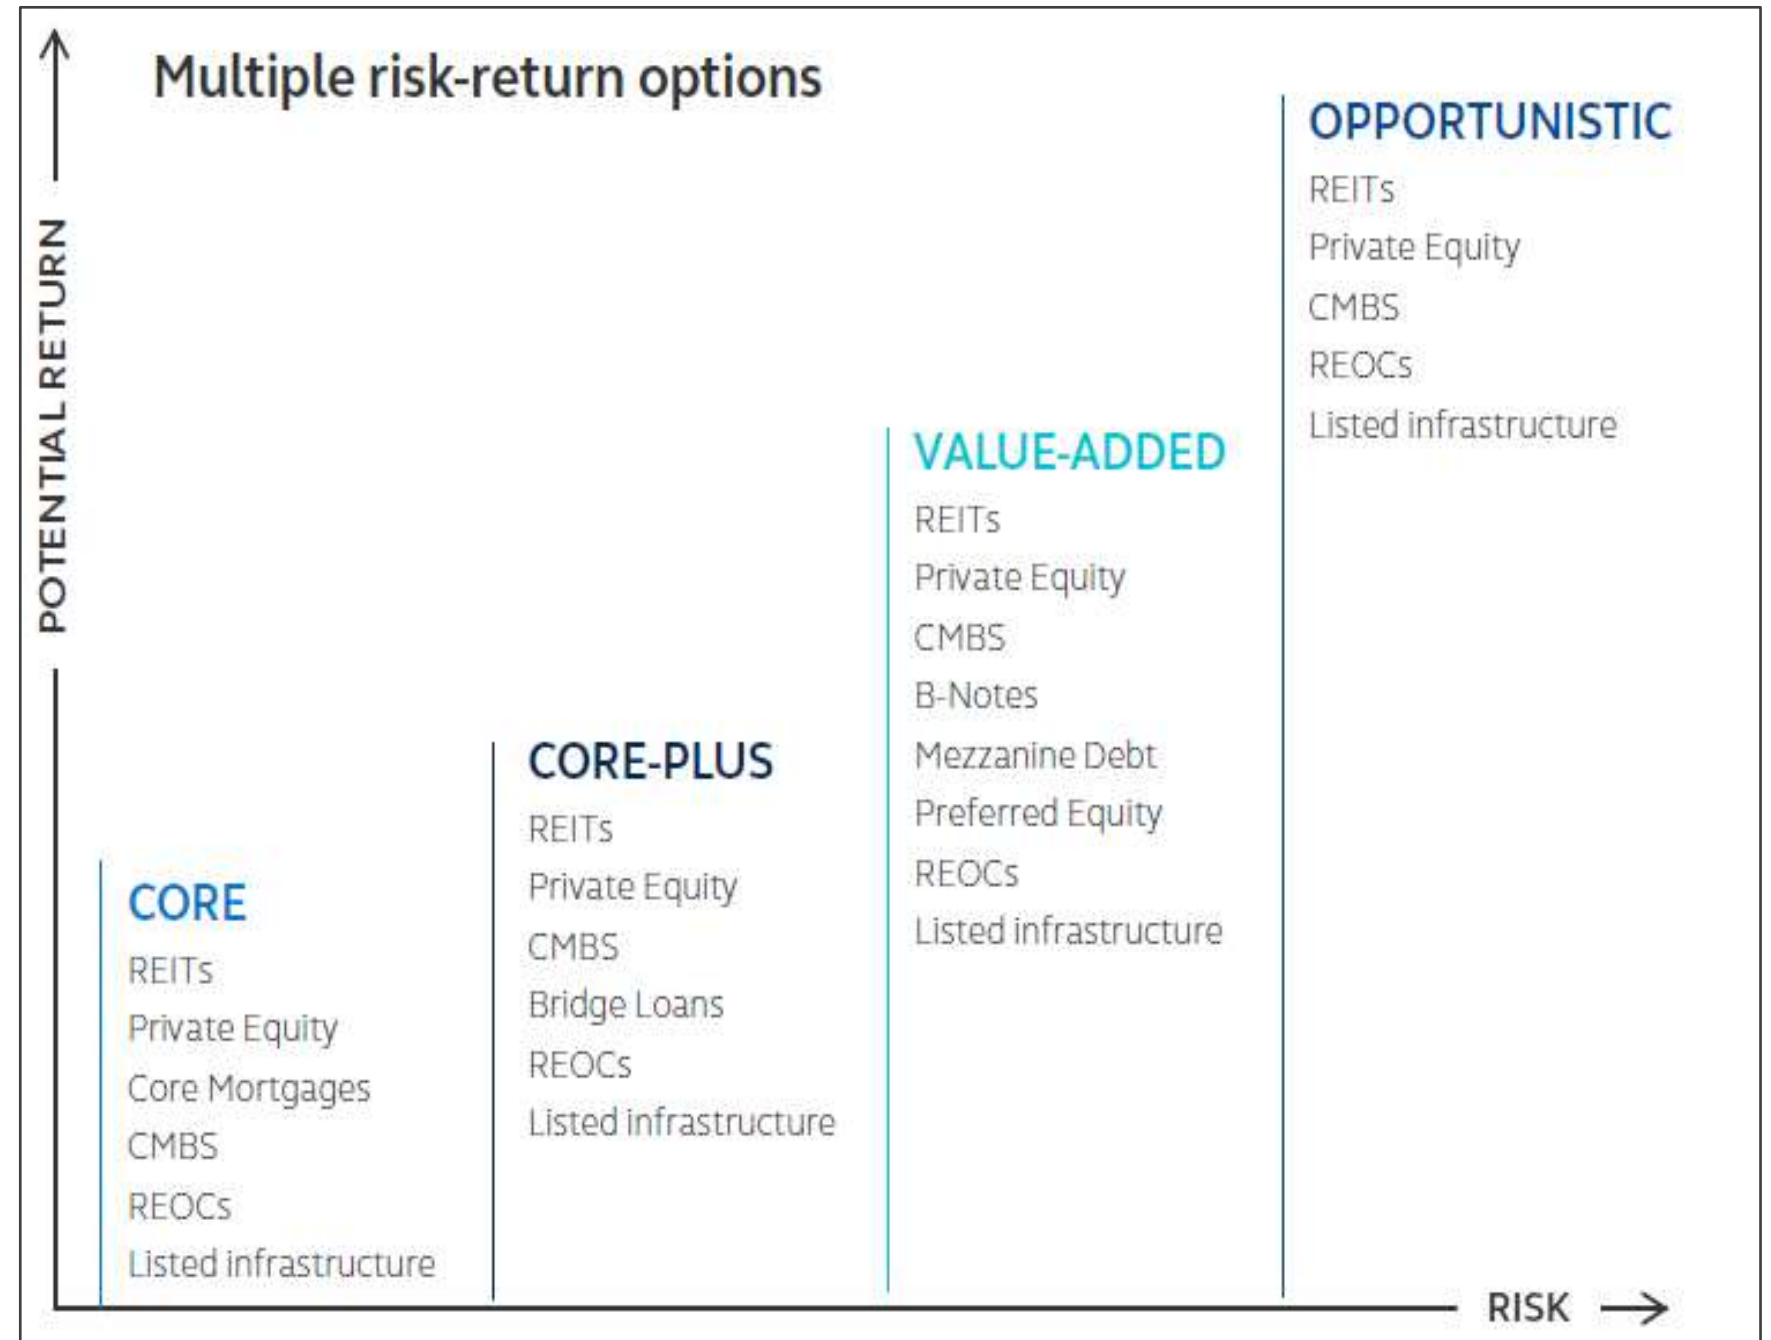 Multiple risk-return options
POTENTIAL RETURN
CORE
REITs
Private Equity
Core Mortgages
CMBS
REOCs
Listed infrastructure
CORE-PLUS
REITs
Private Equity
CMBS
Bridge Loans
REOCs
Listed infrastructure
VALUE-ADDED
REITs
Private Equity
CMBS
B-Notes
Mezzanine Debt
Preferred Equity
REOCs
Listed infrastructure
OPPORTUNISTIC
REITs
Private Equity
CMBS
REOCs
Listed infrastructure
RISK